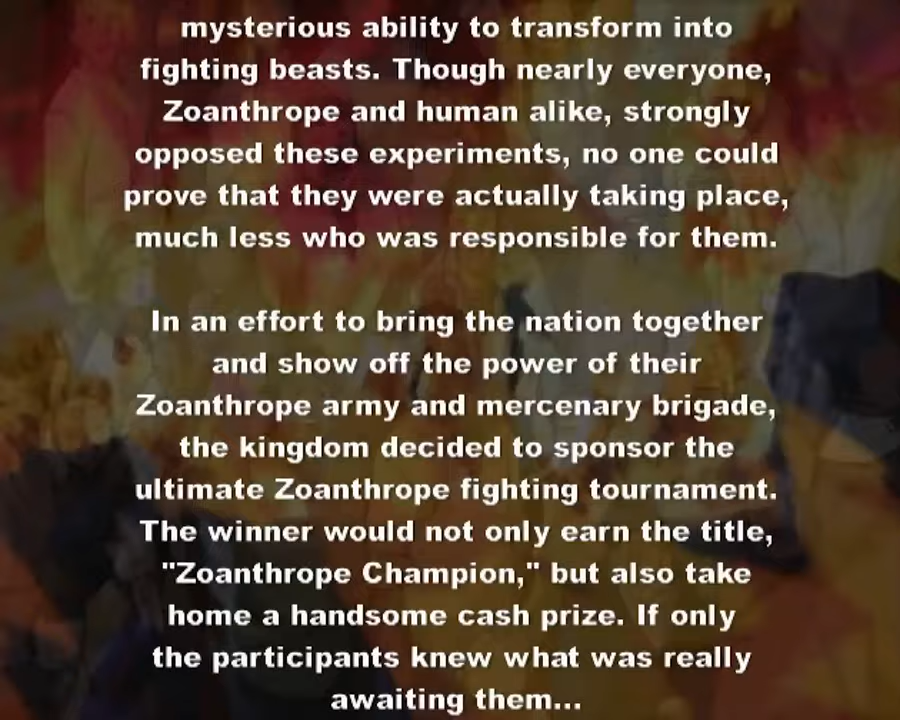 mysterious ability to transform into
fighting beasts. Though nearly everyone,
Zoanthrope and human alike, strongly
opposed these experiments, no one could
prove that they were actually taking place,
much less who was responsible for them.
In an effort to bring the nation together
and show off the power of their
Zoanthrope army and mercenary brigade,
the kingdom decided to sponsor the
ultimate Zoanthrope fighting tournament.
The winner would not only earn the title,
"Zoanthrope Champion," but also take
home a handsome cash prize. If only
the participants knew what was really
awaiting them...